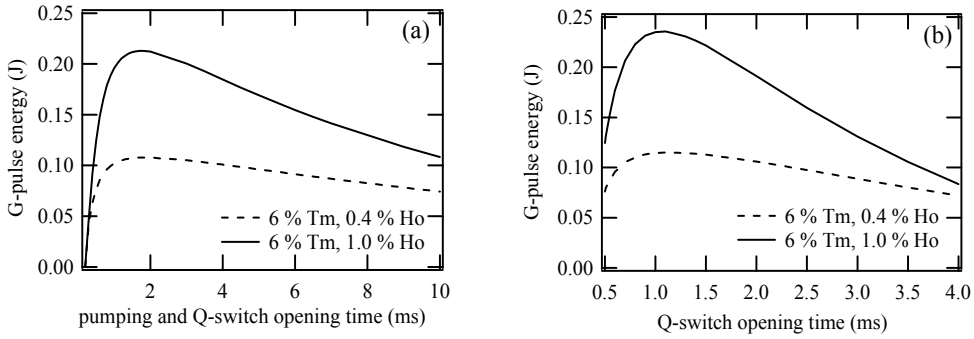 (a)
G-pulse energy (J)
0.25
0.20
0.15
0.10
0.05
0.00
6 % Tm, 0.4 % Ho
6 % Tm, 1.0 % Ho
2 4 6 8 10
pumping and Q-switch opening time (ms)
(b)
G-pulse energy (J)
0.25
0.20
0.15
0.10
0.05
0.00
6 % Tm, 0.4 % Ho
6 % Tm, 1.0 % Ho
0.5 1.0 1.5 2.0 2.5 3.0 3.5 4.0
Q-switch opening time (ms)